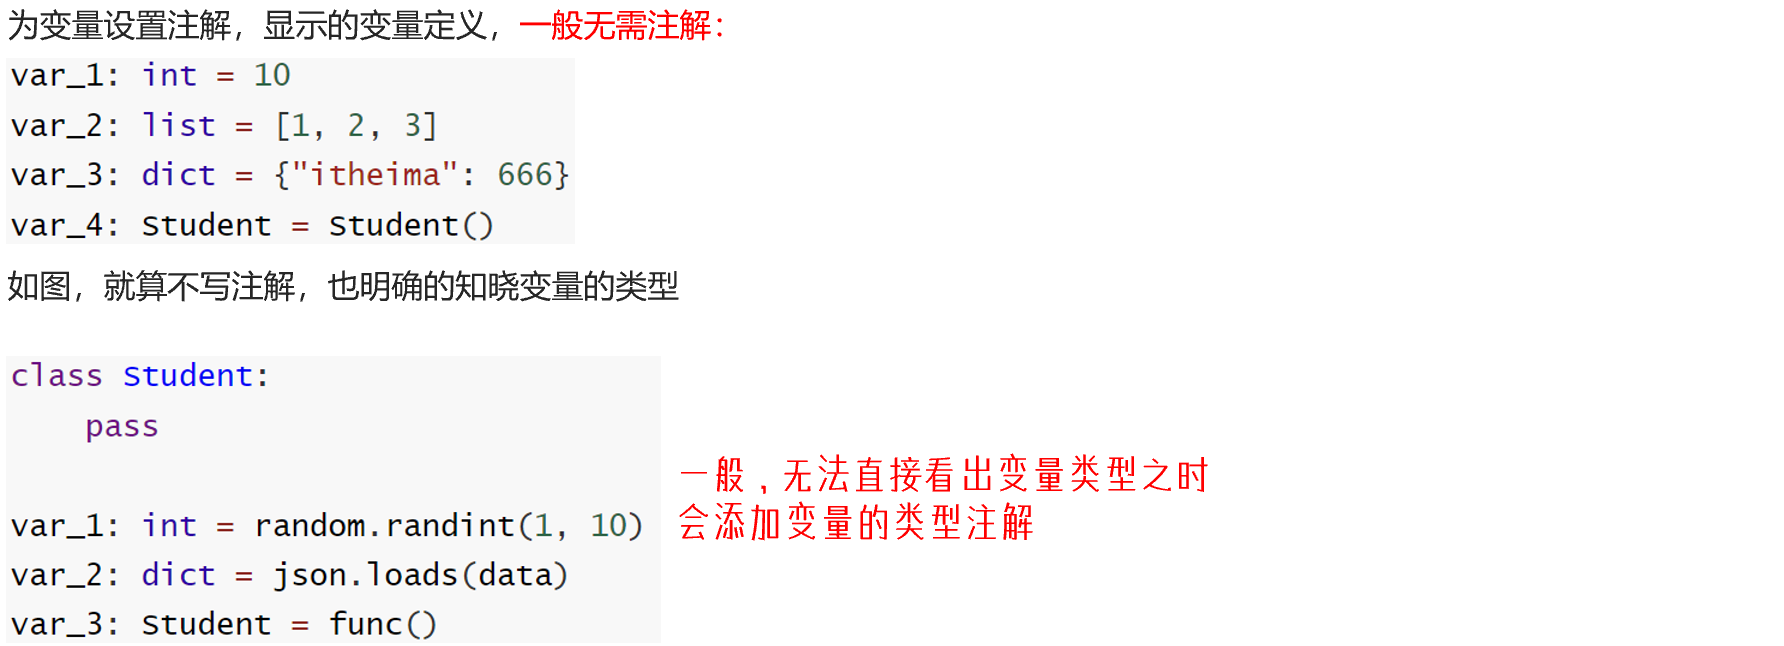 为变量设置注解，显示的变量定义，一般无需注解：
var_1: int = 10
var_2: list = [1, 2, 3]
var_3: dict = {"itheima": 666}
var_4: Student = Student()
如图，就算不写注解，也明确的知晓变量的类型
class Student:
    pass
var_1: int = random.randint(1, 10)
var_2: dict = json.loads(data)
var_3: Student = func()
一般，无法直接看出变量类型之时
会添加变量的类型注解